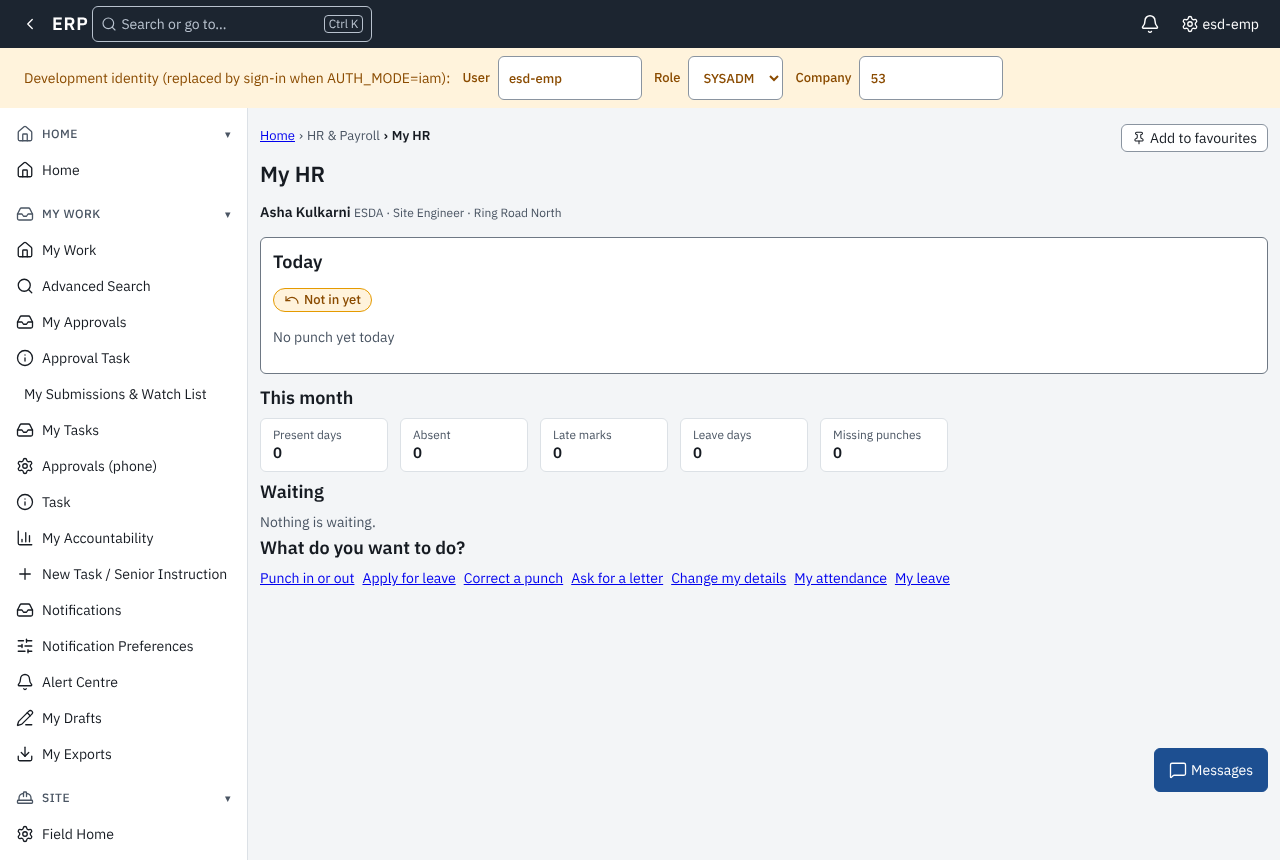 ERP
Search or go to... Ctrl K
esd-emp
Development identity (replaced by sign-in when AUTH_MODE=iam): User esd-emp Role SYSADM Company 53
HOME
Home
MY WORK
My Work
Advanced Search
My Approvals
Approval Task
My Submissions & Watch List
My Tasks
Approvals (phone)
Task
My Accountability
New Task / Senior Instruction
Notifications
Notification Preferences
Alert Centre
My Drafts
My Exports
SITE
Field Home
Home › HR & Payroll › My HR
Add to favourites
My HR
Asha Kulkarni ESDA · Site Engineer · Ring Road North
Today
Not in yet
No punch yet today
This month
Present days
0
Absent
0
Late marks
0
Leave days
0
Missing punches
0
Waiting
Nothing is waiting.
What do you want to do?
Punch in or out Apply for leave Correct a punch Ask for a letter Change my details My attendance My leave
Messages